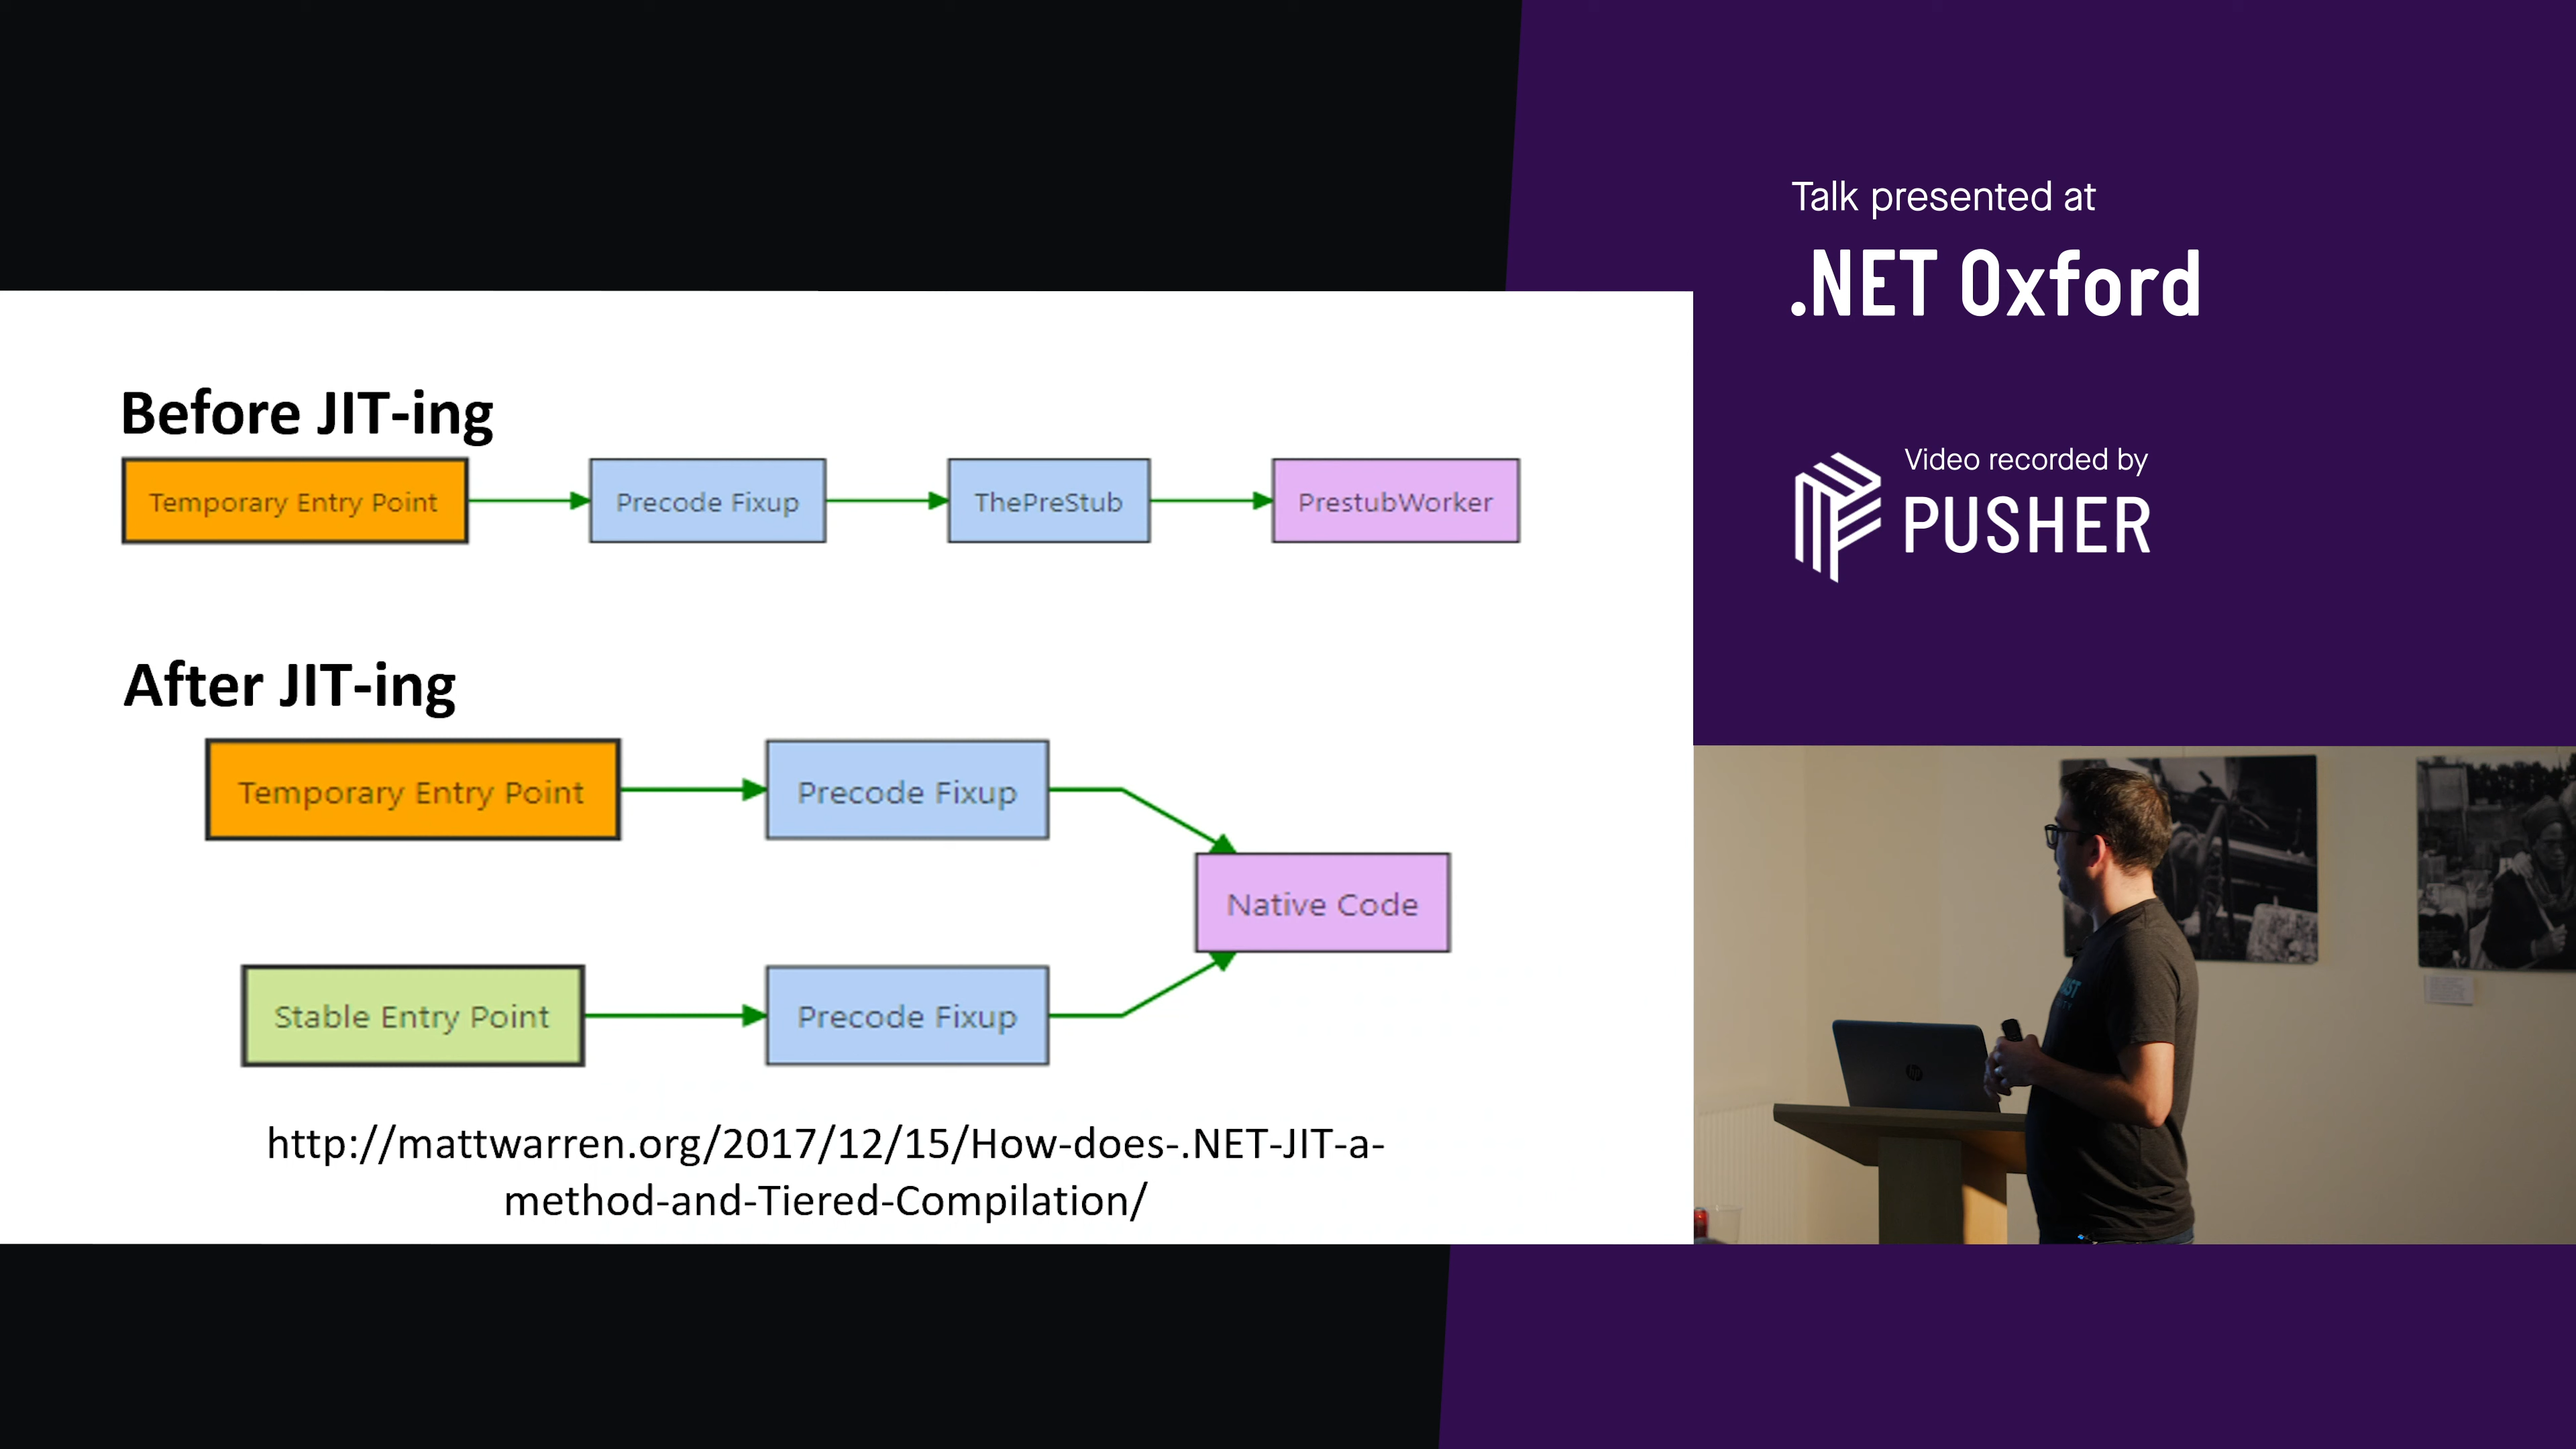 Before JIT-ing
Temporary Entry Point
Precode Fixup
ThePreStub
PrestubWorker
After JIT-ing
Temporary Entry Point
Precode Fixup
Native Code
Stable Entry Point
Precode Fixup
http://mattwarren.org/2017/12/15/How-does-.NET-JIT-a-
method-and-Tiered-Compilation/
Talk presented at
.NET Oxford
Video recorded by
PUSHER
hp